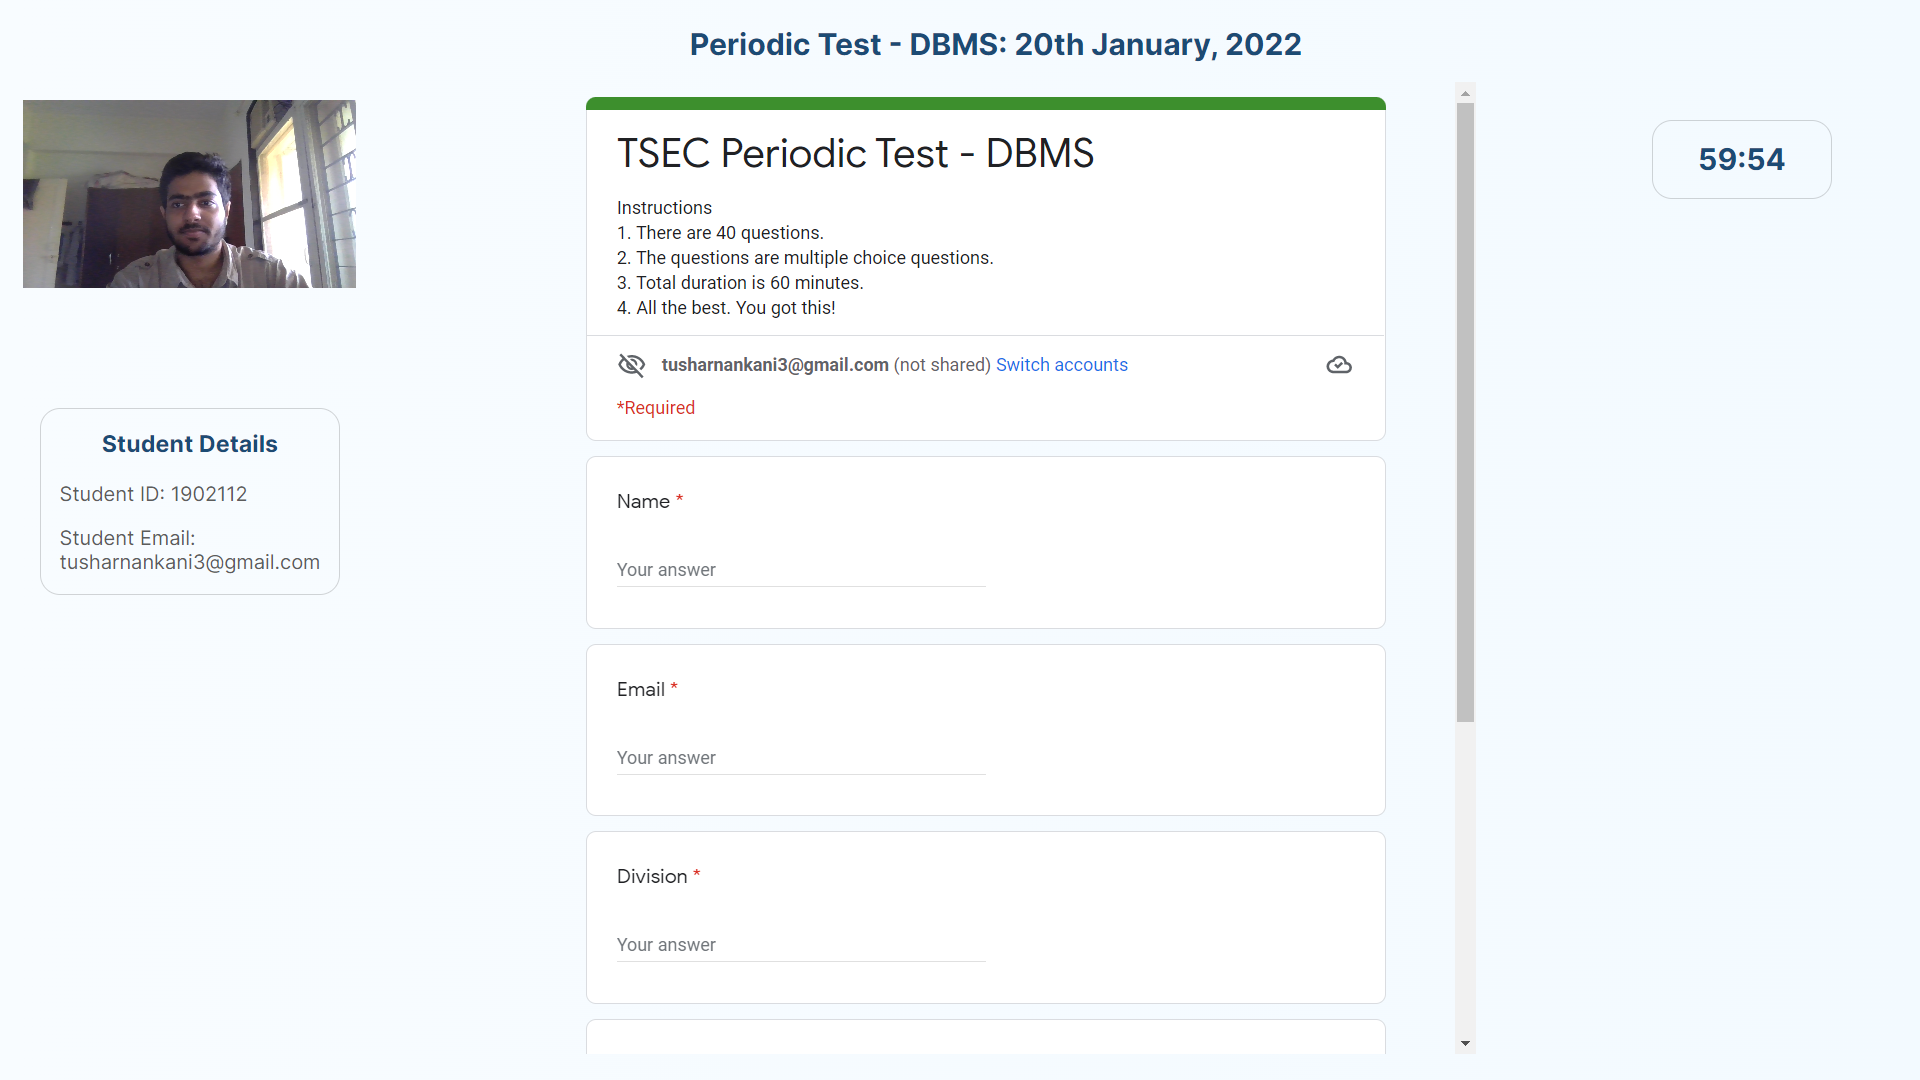 Periodic Test - DBMS: 20th January, 2022
TSEC Periodic Test - DBMS
Instructions
1. There are 40 questions.
2. The questions are multiple choice questions.
3. Total duration is 60 minutes.
4. All the best. You got this!
tusharnankani3@gmail.com (not shared) Switch accounts
*Required
Name *
Your answer
Email *
Your answer
Division *
Your answer
59:54
Student Details
Student ID: 1902112
Student Email:
tusharnankani3@gmail.com